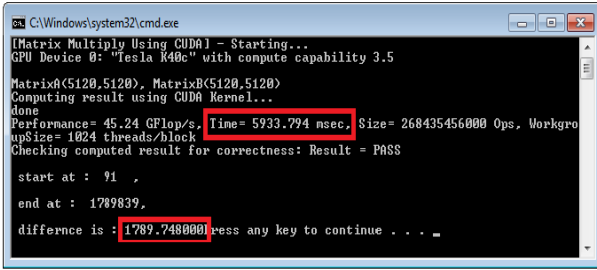 C:\Windows\system32\cmd.exe
[Matrix Multiply Using CUDA] - Starting...
GPU Device 0: "Tesla K40c" with compute capability 3.5
MatrixA(5120,5120), MatrixB(5120,5120)
Computing result using CUDA Kernel...
done
Performance= 45.24 GFlop/s, Time= 5933.794 msec, Size= 268435456000 Ops, Workgro
upSize= 1024 threads/block
Checking computed result for correctness: Result = PASS
start at : 91 ,
end at : 1789839,
differnce is : 1789.748000Press any key to continue . . . _